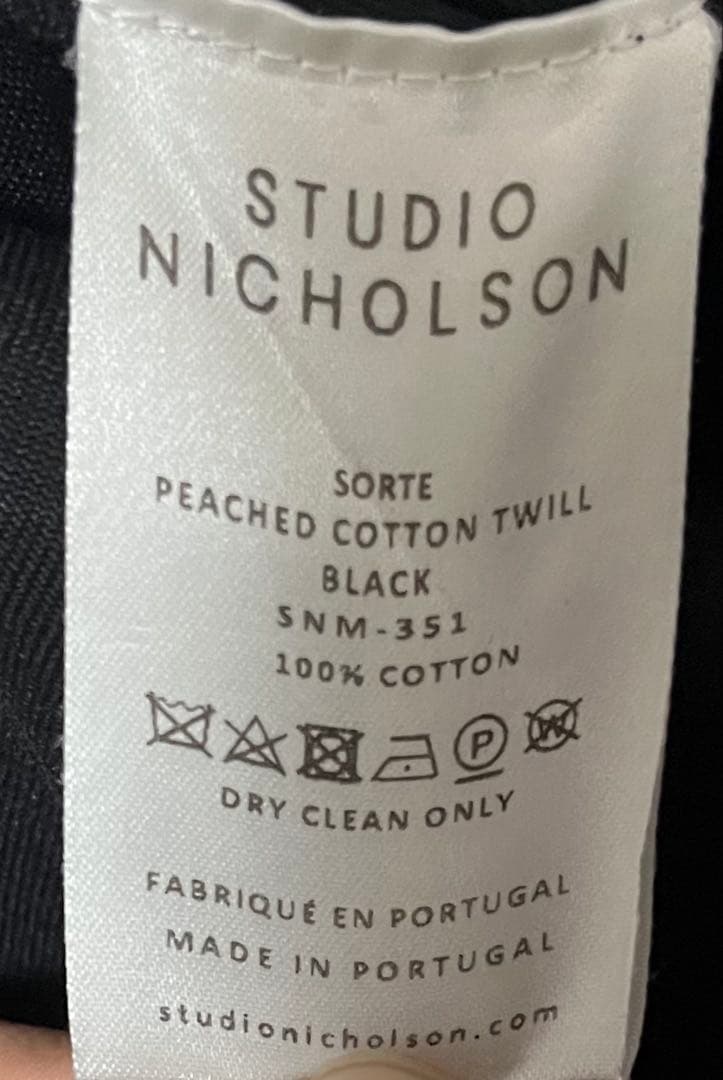 STUDIO
NICHOLSON
SORTE
PEACHED COTTON TWILL
BLACK
SNM-351
100% COTTON
P W
DRY CLEAN ONLY
FABRIQUÉ EN PORTUGAL
MADE IN PORTUGAL
studionicholson.com